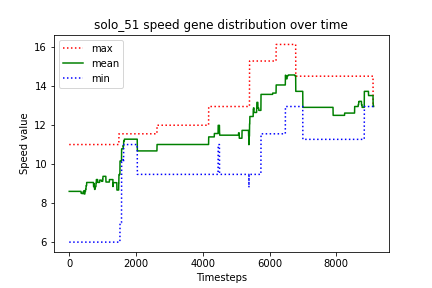 solo_51 speed gene distribution over time
max
mean
min
Speed value
16
14
12
10
8
6
0
2000
4000
6000
8000
Timesteps